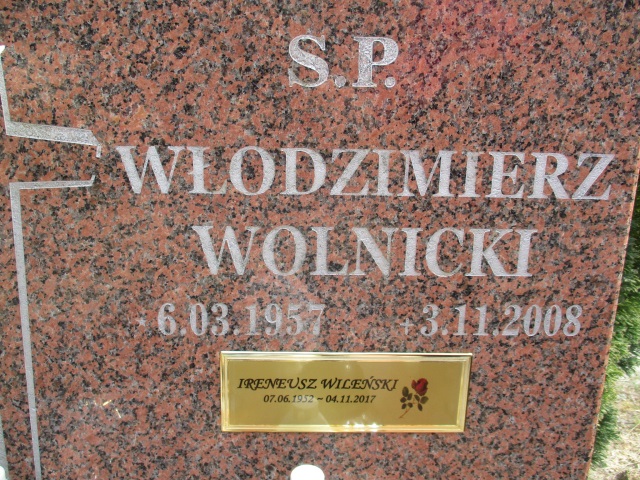 S.P.
WŁODZIMIERZ
WOLNICKI
* 6.03.1957 +3.11.2008
IRENEUSZ WILEŃSKI
07.06.1952 ~ 04.11.2017